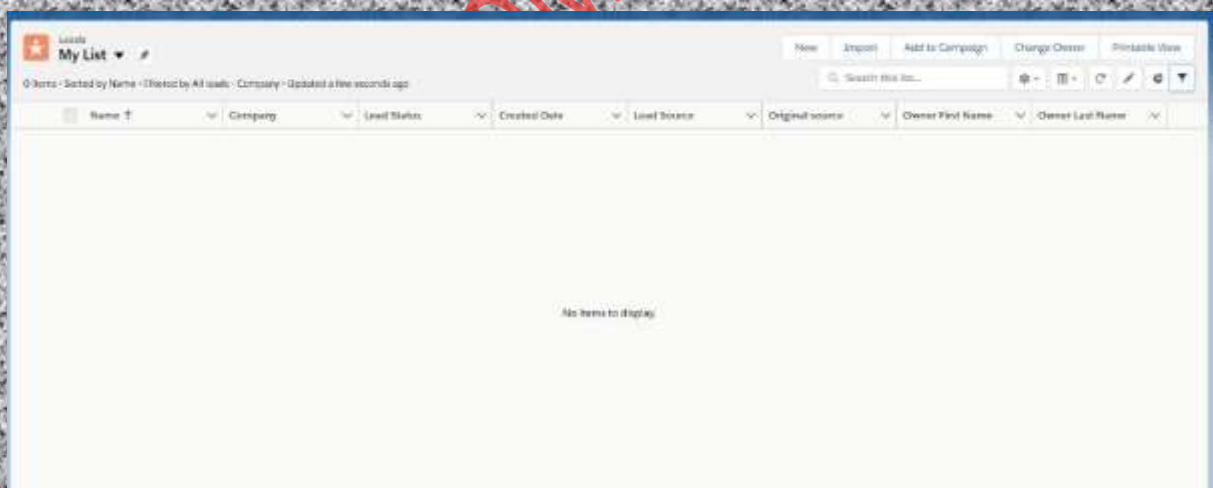 Leads
My List
New Import Add to Campaign Change Owner Printable View
0 items • Sorted by Name • Filtered by All leads - Company • Updated a few seconds ago
Search this list...
Name Company Lead Status Created Date Lead Source Original source Owner First Name Owner Last Name
No items to display.